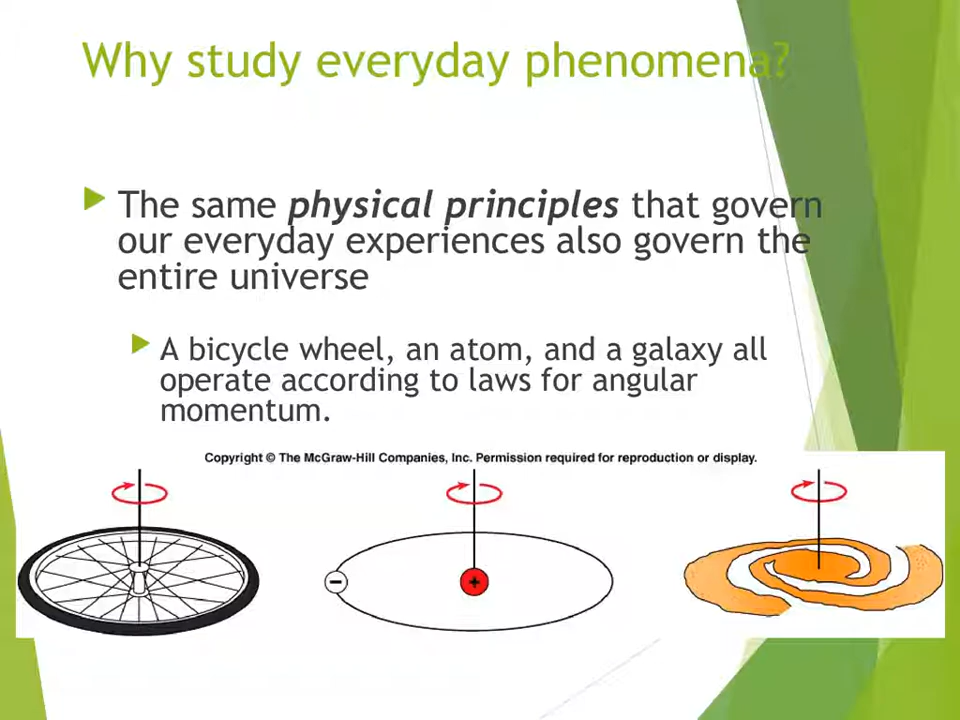 Why study everyday phenomena?
The same physical principles that govern
our everyday experiences also govern the
entire universe
A bicycle wheel, an atom, and a galaxy all
operate according to laws for angular
momentum.
Copyright © The McGraw-Hill Companies, Inc. Permission required for reproduction or display.
− +